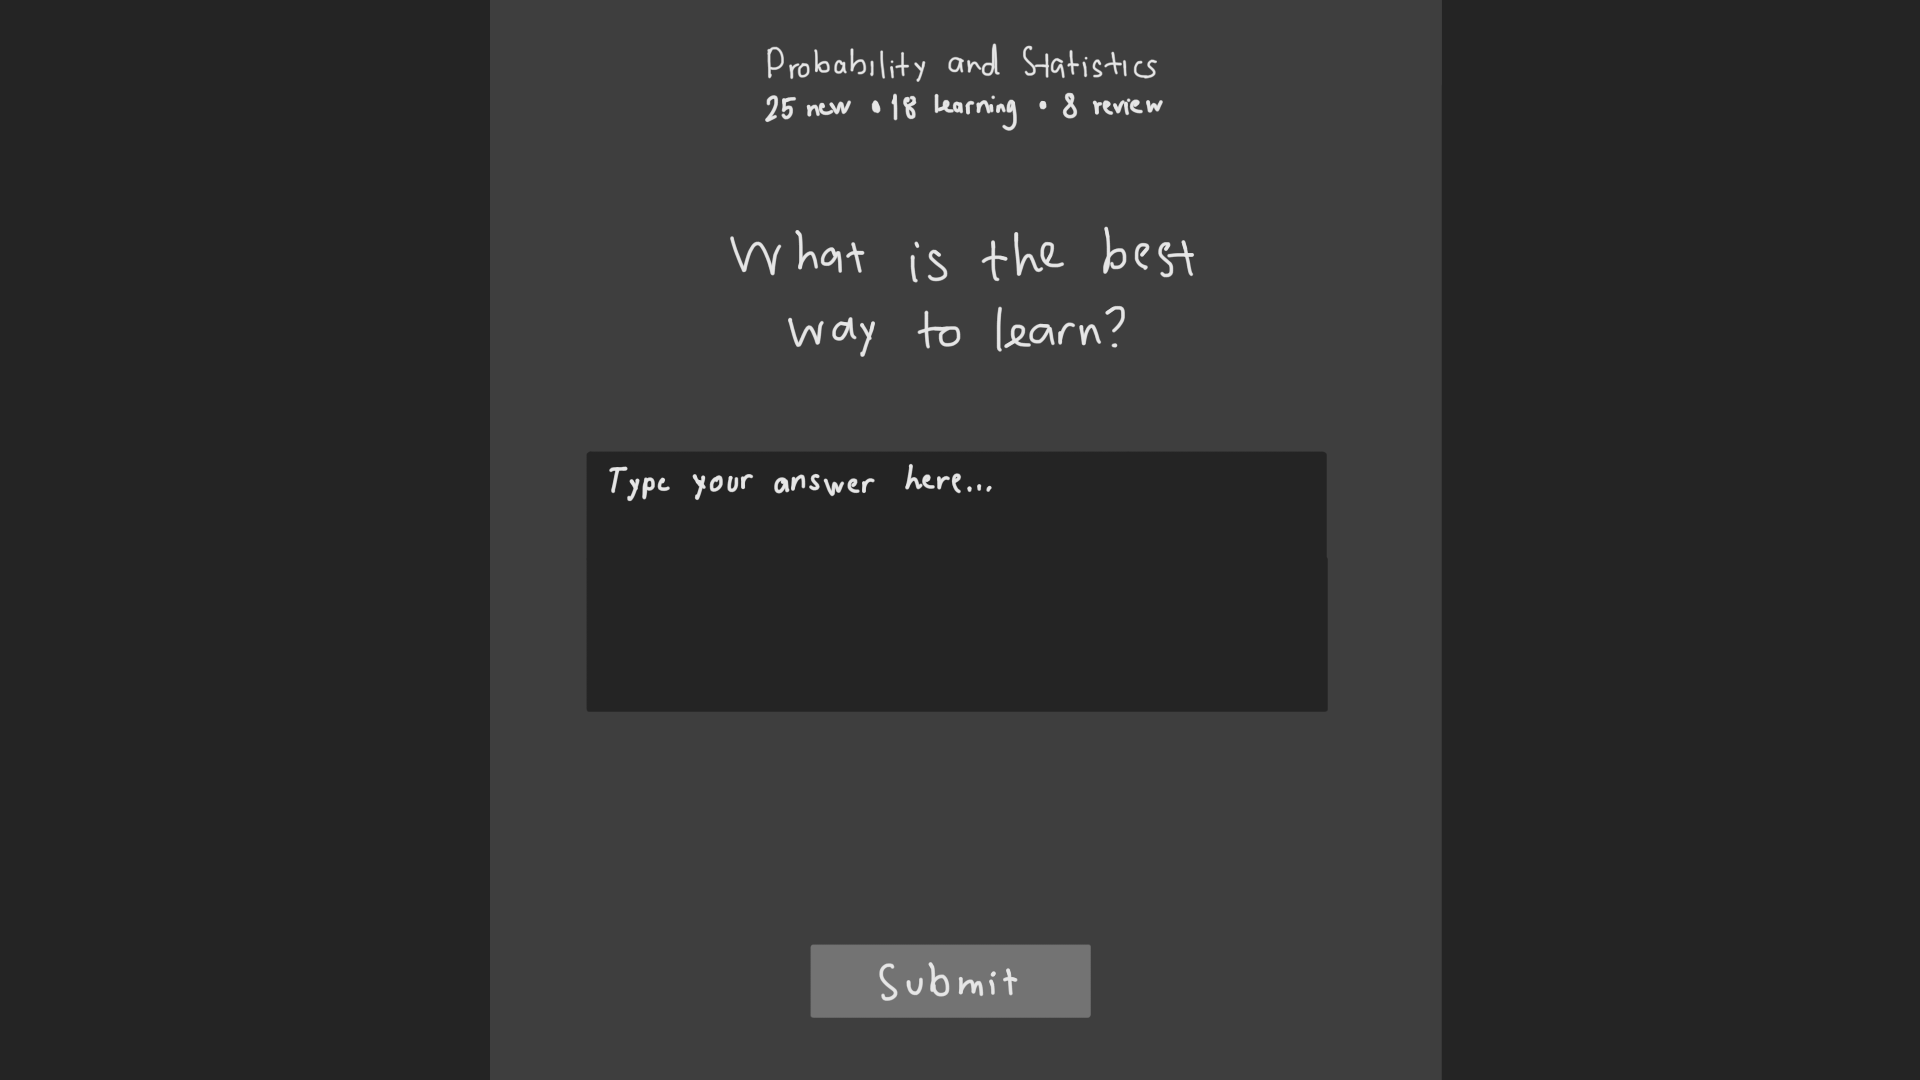 Probability and Statistics
25 new • 18 learning • 8 review
What is the best
way to learn?
Type your answer here...
Submit